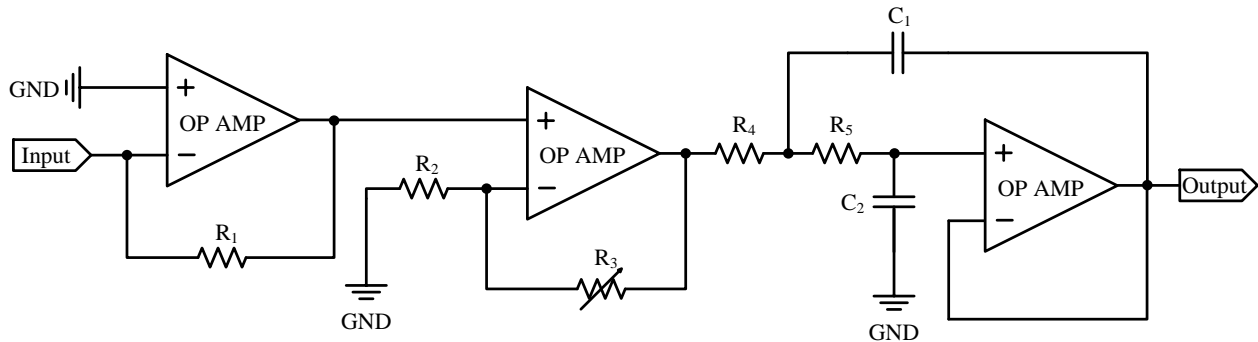 C₁
GND
+
OP AMP
−
Input
R₁
+
OP AMP
−
R₂
GND
R₃
R₄
R₅
C₂
GND
+
OP AMP
−
Output